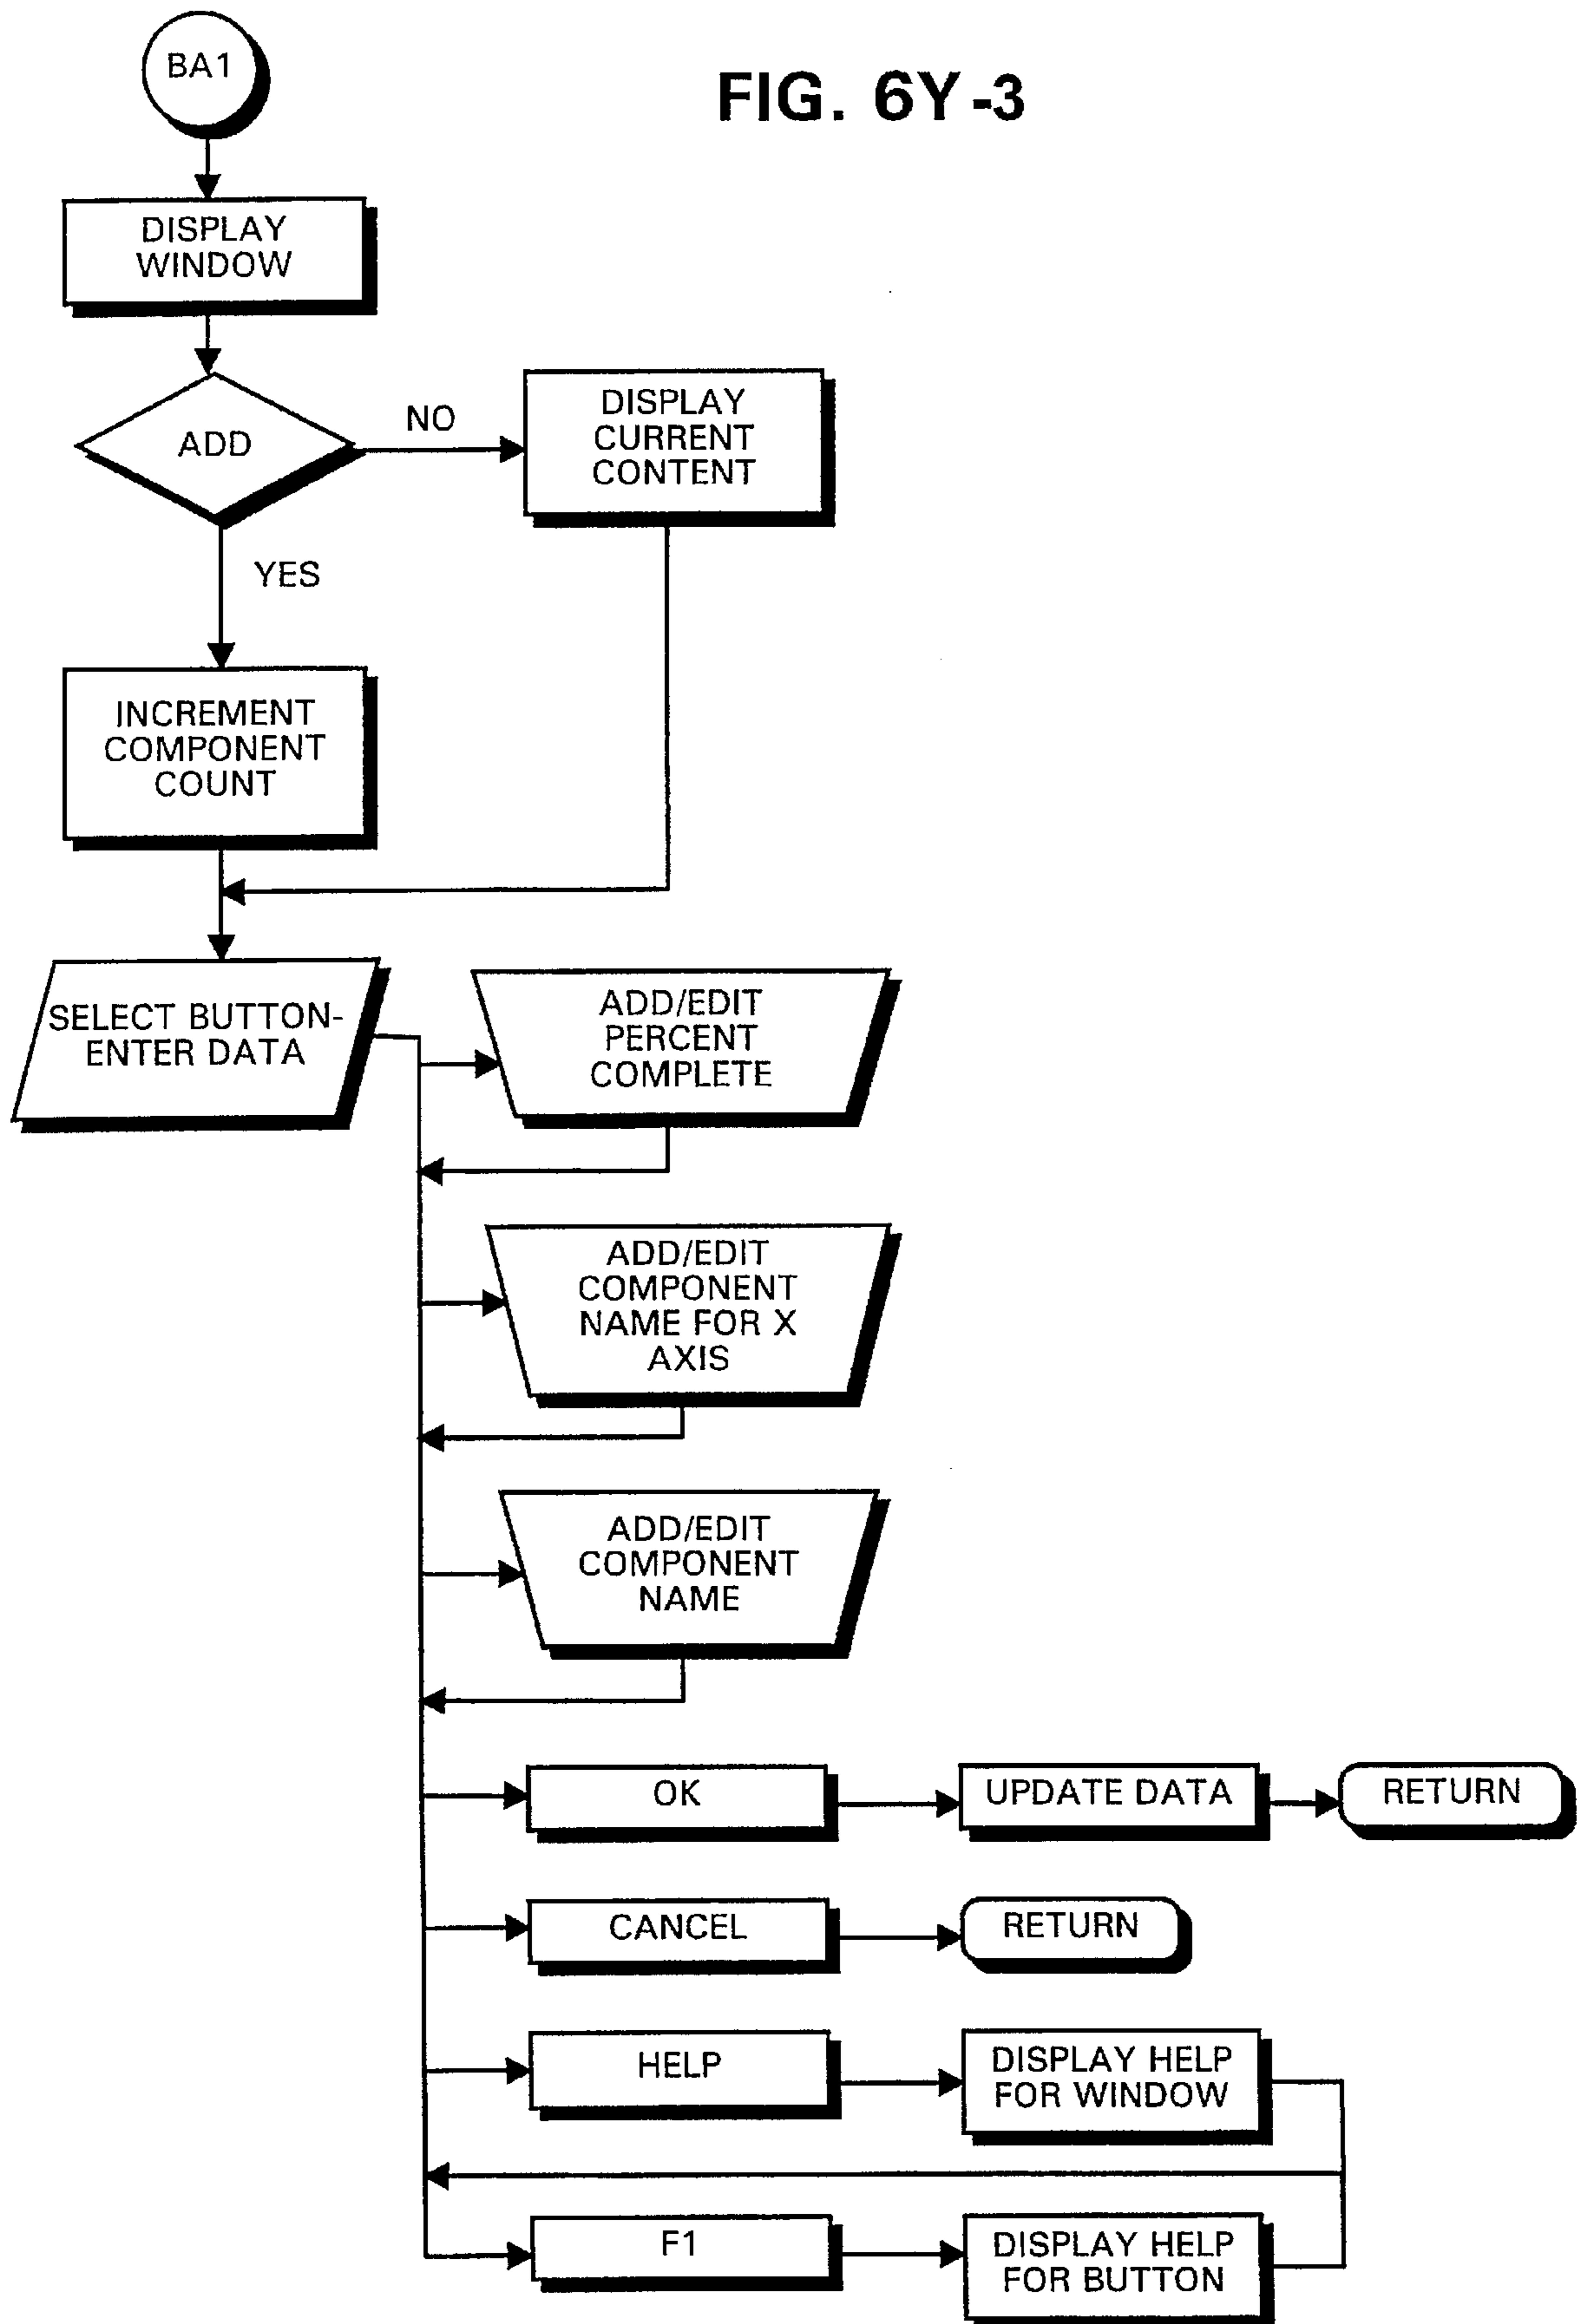 BA1
FIG. 6Y-3
DISPLAY
WINDOW
ADD
NO
DISPLAY
CURRENT
CONTENT
YES
INCREMENT
COMPONENT
COUNT
SELECT BUTTON-
ENTER DATA
ADD/EDIT
PERCENT
COMPLETE
ADD/EDIT
COMPONENT
NAME FOR X
AXIS
ADD/EDIT
COMPONENT
NAME
OK
UPDATE DATA
RETURN
CANCEL
RETURN
HELP
DISPLAY HELP
FOR WINDOW
F1
DISPLAY HELP
FOR BUTTON